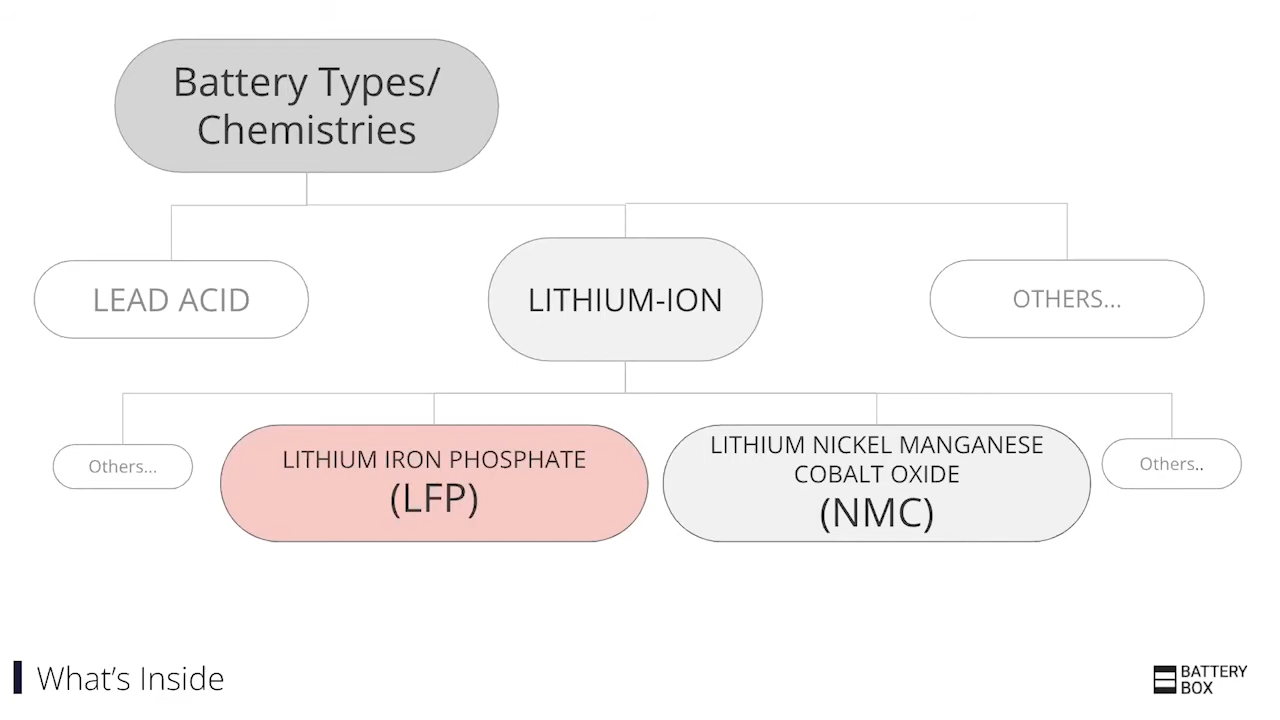 Battery Types/
Chemistries
LEAD ACID
LITHIUM-ION
OTHERS...
Others...
LITHIUM IRON PHOSPHATE
(LFP)
LITHIUM NICKEL MANGANESE
COBALT OXIDE
(NMC)
Others..
What's Inside
BATTERY
BOX